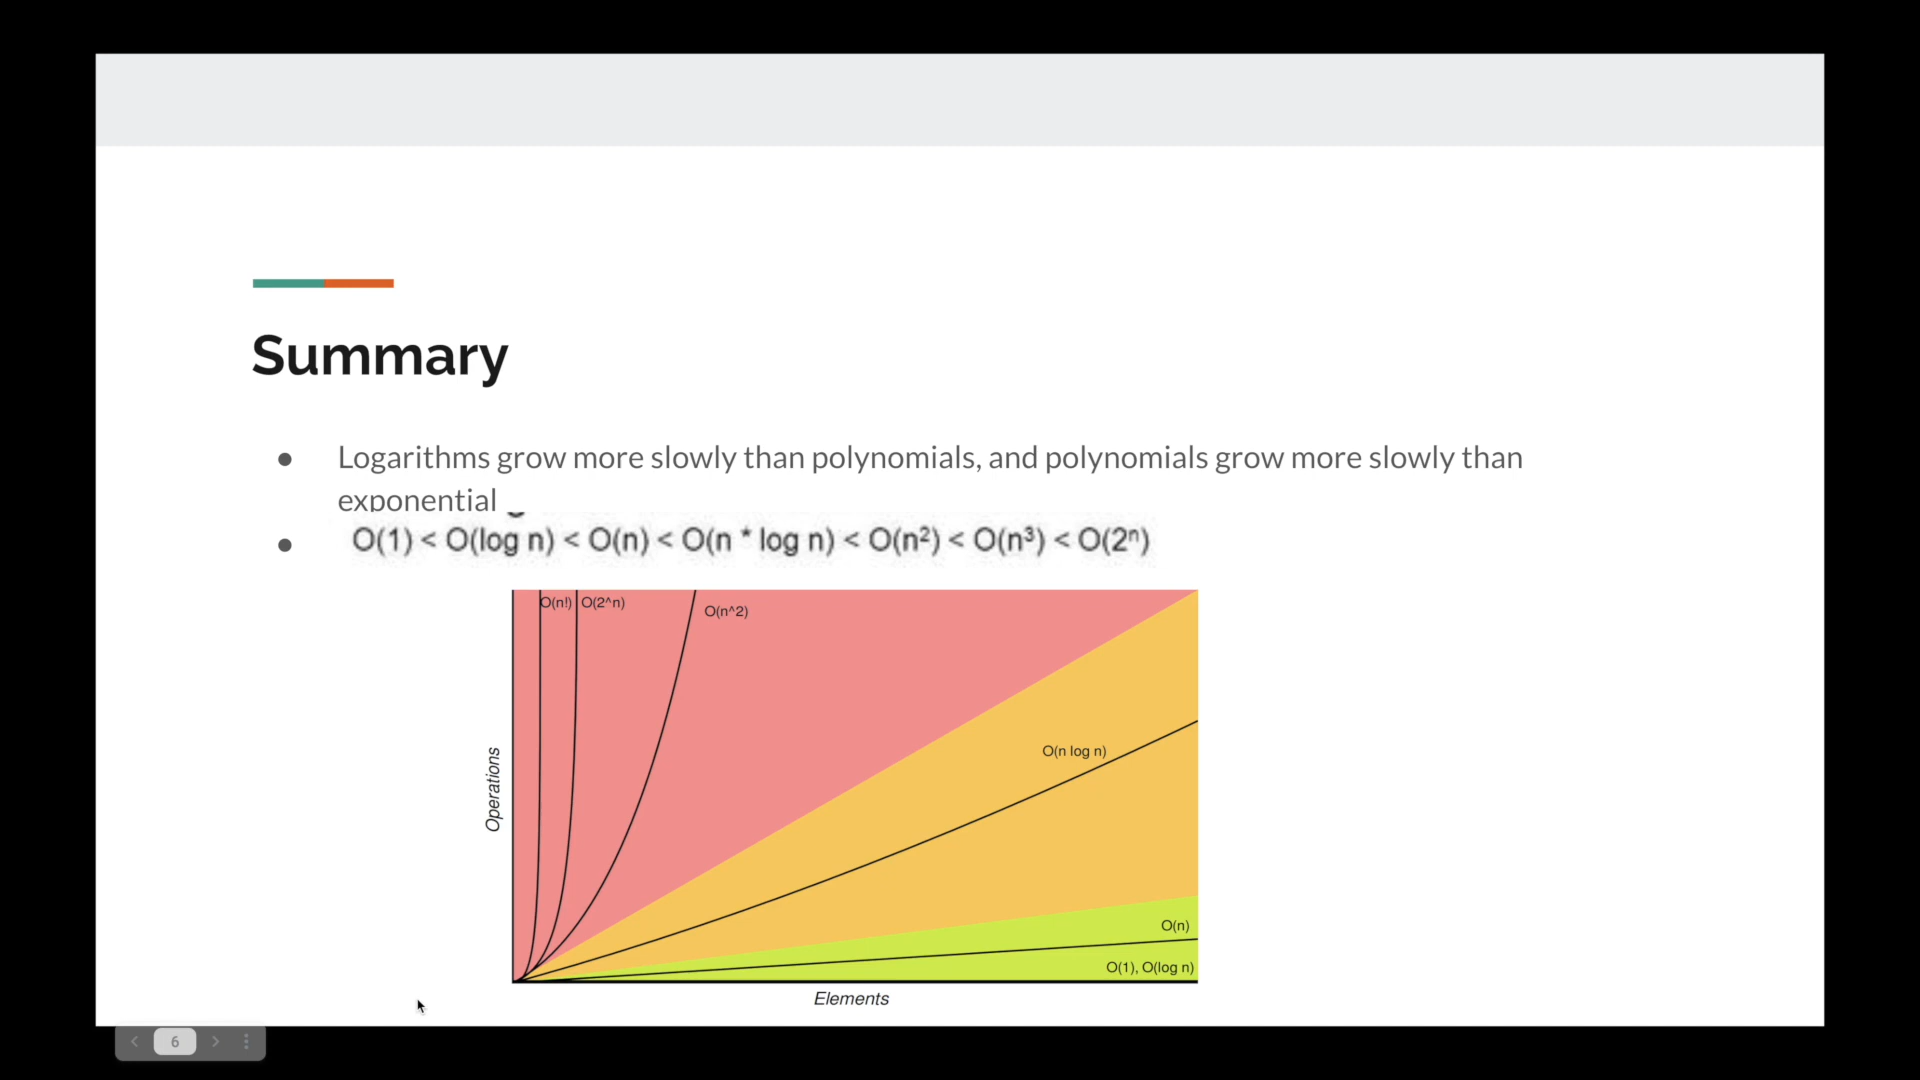 Summary
● Logarithms grow more slowly than polynomials, and polynomials grow more slowly than
exponential
● O(1) < O(log n) < O(n) < O(n * log n) < O(n²) < O(n³) < O(2ⁿ)
O(n!) O(2^n)
O(n^2)
O(n log n)
Operations
O(n)
O(1), O(log n)
Elements
6